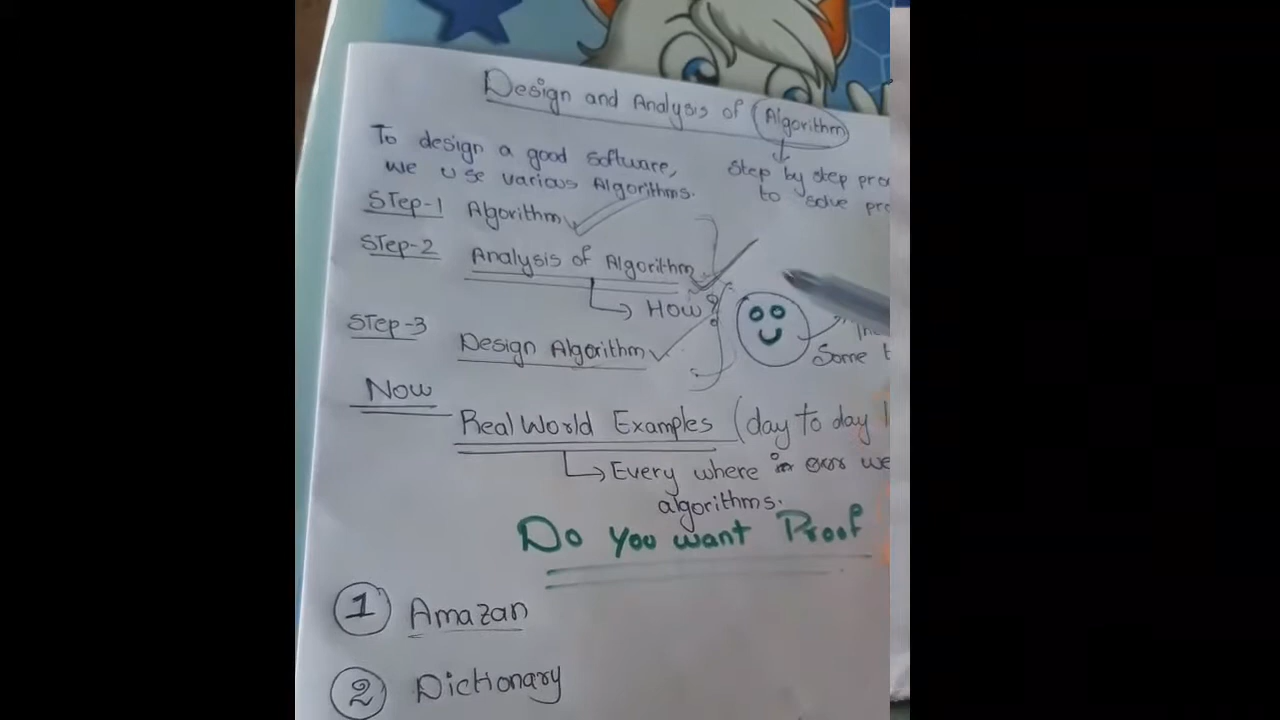 Design and Analysis of Algorithm
To design a good software,
we use various Algorithms.
Step by step
to solve
STep-1 Algorithm
STep-2 Analysis of Algorithm
How?
STep-3 Design Algorithm
Some
Now
Real World Examples (day to day
Every where in we
algorithms.
Do you want Proof
1 Amazan
2 Dictionary